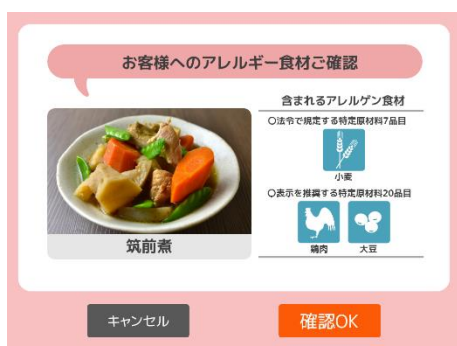 お客様へのアレルギー食材ご確認
含まれるアレルゲン食材
○法令で規定する特定原材料7品目
小麦
○表示を推奨する特定原材料20品目
鶏肉 大豆
筑前煮
キャンセル 確認OK